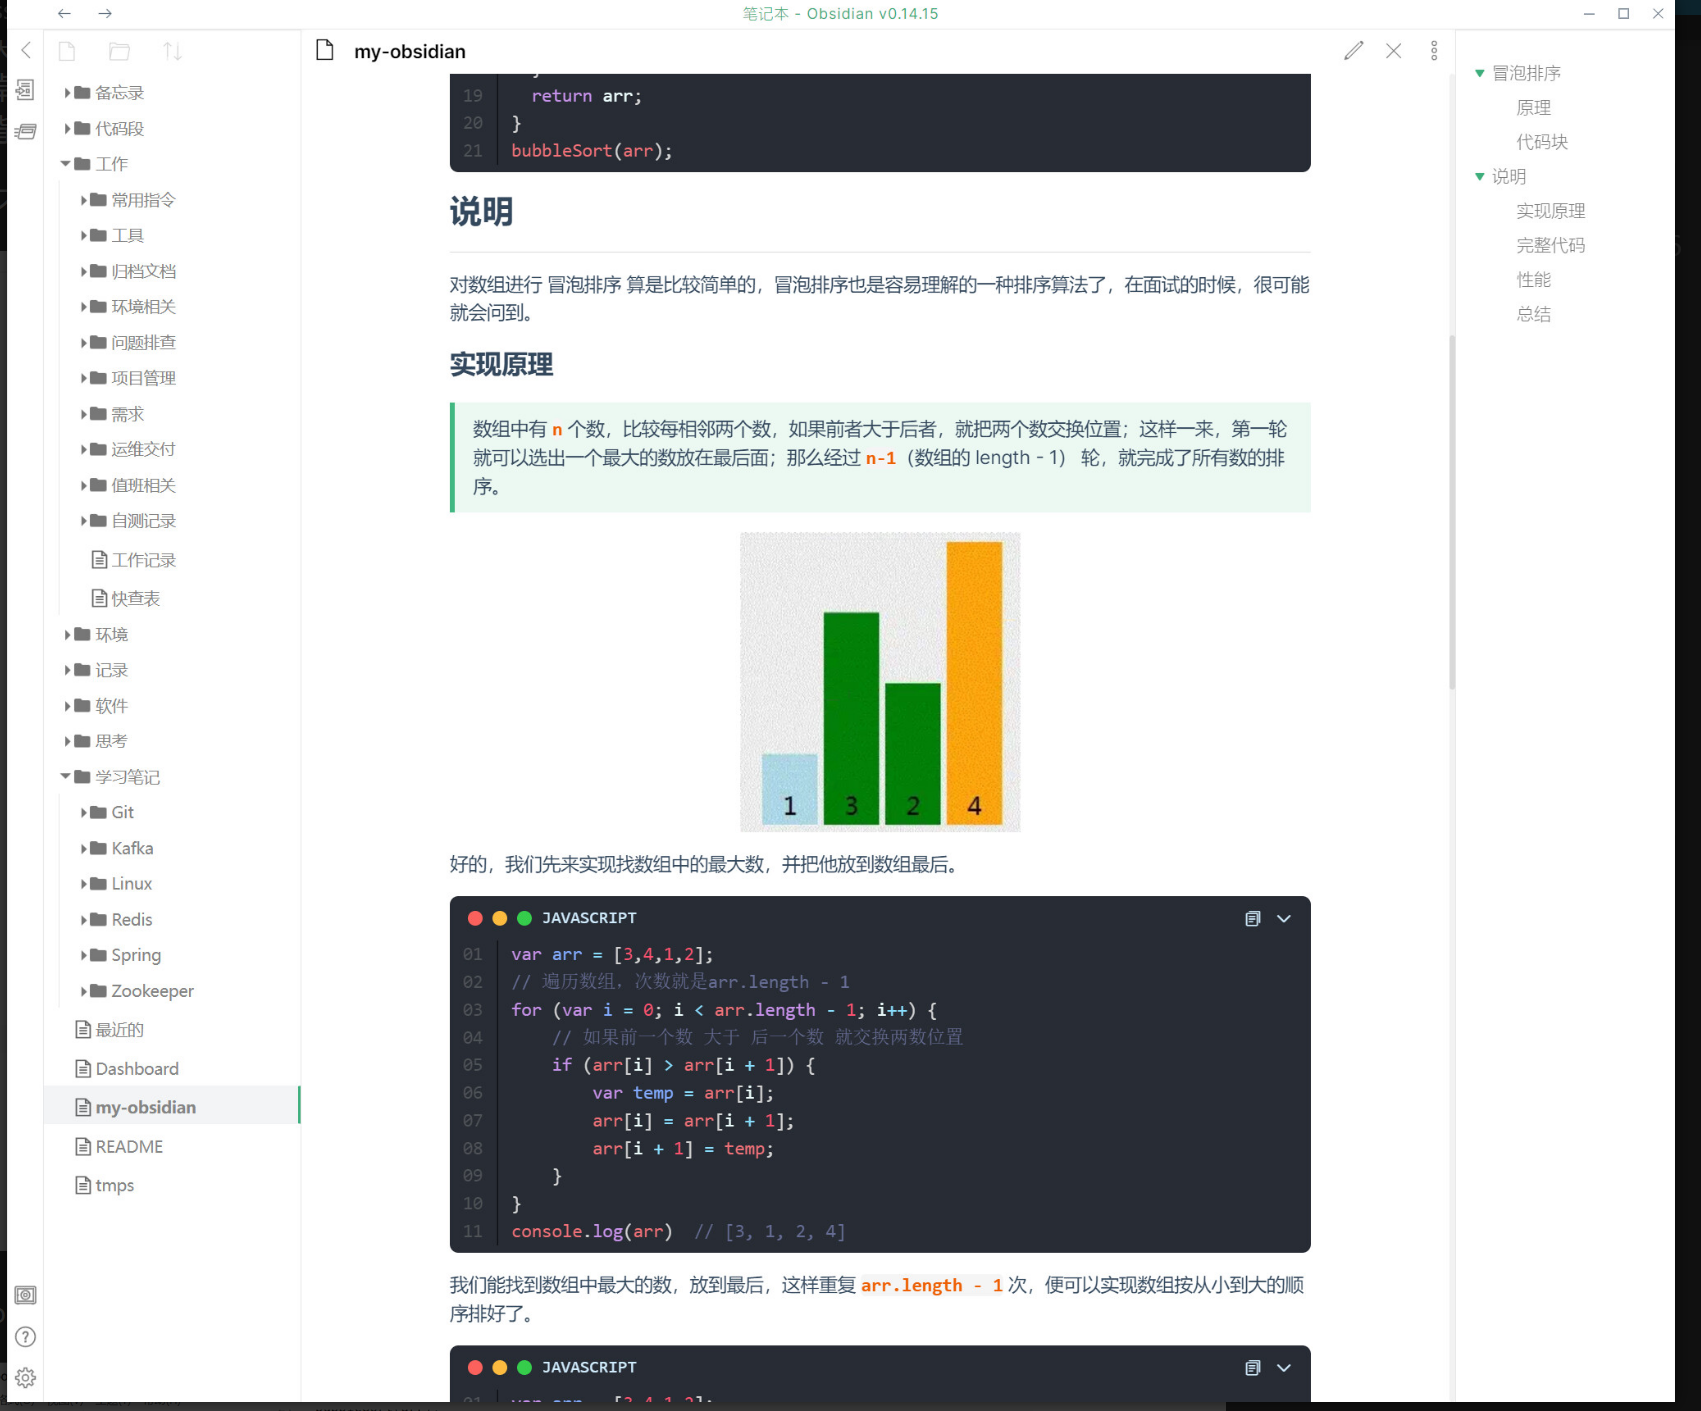 笔记本 - Obsidian v0.14.15
备忘录
代码段
工作
常用指令
工具
归档文档
环境相关
问题排查
项目管理
需求
运维交付
值班相关
自测记录
工作记录
快查表
环境
记录
软件
思考
学习笔记
Git
Kafka
Linux
Redis
Spring
Zookeeper
最近的
Dashboard
my-obsidian
README
tmps
my-obsidian
19 return arr;
20 }
21 bubbleSort(arr);
说明
对数组进行 冒泡排序 算是比较简单的，冒泡排序也是容易理解的一种排序算法了，在面试的时候，很可能
就会问到。
实现原理
数组中有 n 个数，比较每相邻两个数，如果前者大于后者，就把两个数交换位置；这样一来，第一轮
就可以选出一个最大的数放在最后面；那么经过 n-1（数组的 length - 1） 轮，就完成了所有数的排
序。
1 3 2 4
好的，我们先来实现找数组中的最大数，并把他放到数组最后。
JAVASCRIPT
01 var arr = [3,4,1,2];
02 // 遍历数组，次数就是arr.length - 1
03 for (var i = 0; i < arr.length - 1; i++) {
04 // 如果前一个数 大于 后一个数 就交换两数位置
05 if (arr[i] > arr[i + 1]) {
06 var temp = arr[i];
07 arr[i] = arr[i + 1];
08 arr[i + 1] = temp;
09 }
10 }
11 console.log(arr) // [3, 1, 2, 4]
我们能找到数组中最大的数，放到最后，这样重复 arr.length - 1 次，便可以实现数组按从小到大的顺
序排好了。
JAVASCRIPT
01 var arr = [3,4,1,2];
冒泡排序
原理
代码块
说明
实现原理
完整代码
性能
总结